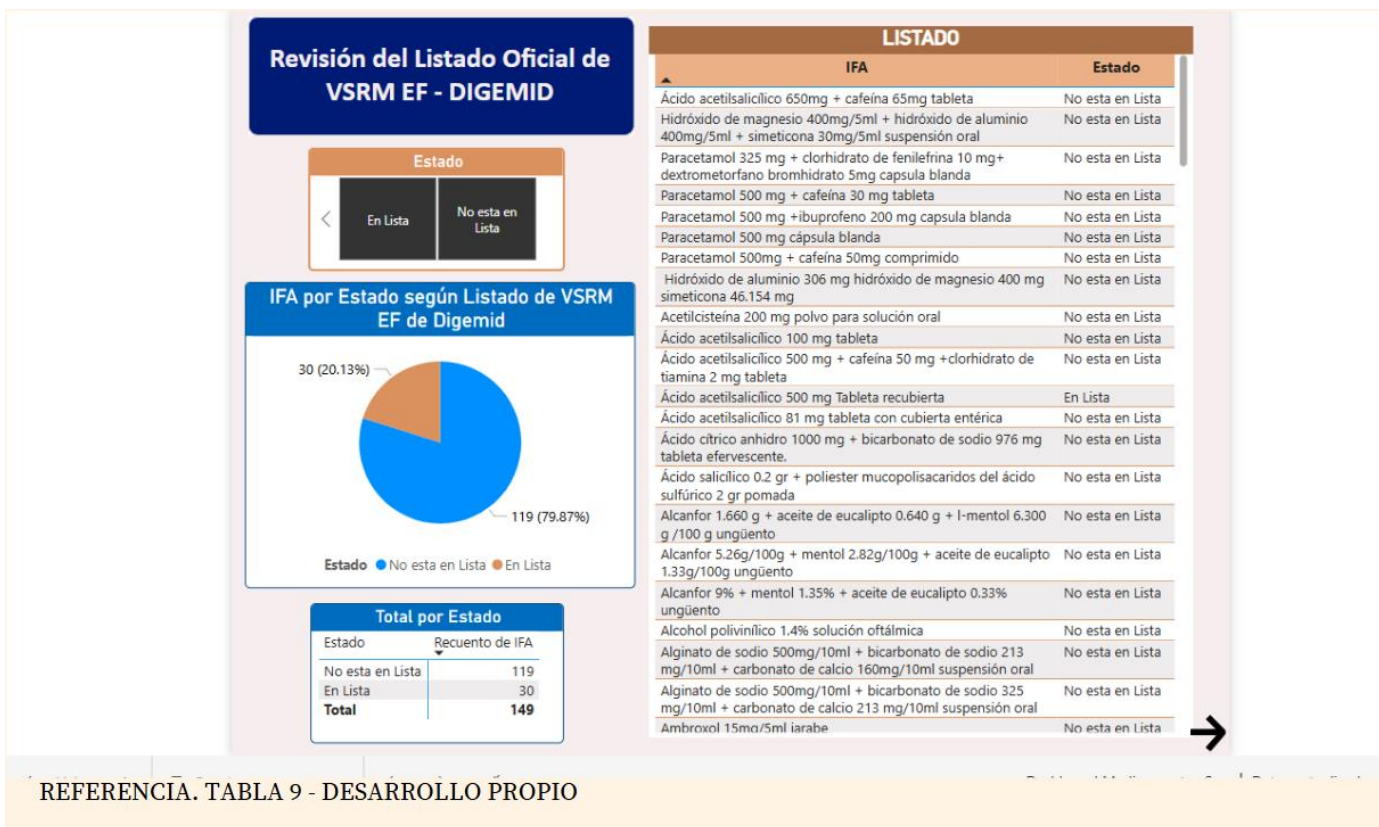 Revisión del Listado Oficial de
VSRM EF - DIGEMID
Estado
En Lista
No esta en
Lista
IFA por Estado según Listado de VSRM
EF de Digemid
30 (20.13%)
119 (79.87%)
Estado No esta en Lista En Lista
Total por Estado
Estado Recuento de IFA
No esta en Lista 119
En Lista 30
Total 149
LISTADO
IFA Estado
Ácido acetilsalicílico 650mg + cafeína 65mg tableta No esta en Lista
Hidróxido de magnesio 400mg/5ml + hidróxido de aluminio No esta en Lista
400mg/5ml + simeticona 30mg/5ml suspensión oral
Paracetamol 325 mg + clorhidrato de fenilefrina 10 mg+ No esta en Lista
dextrometorfano bromhidrato 5mg capsula blanda
Paracetamol 500 mg + cafeína 30 mg tableta No esta en Lista
Paracetamol 500 mg +ibuprofeno 200 mg capsula blanda No esta en Lista
Paracetamol 500 mg cápsula blanda No esta en Lista
Paracetamol 500mg + cafeína 50mg comprimido No esta en Lista
Hidróxido de aluminio 306 mg hidróxido de magnesio 400 mg No esta en Lista
simeticona 46.154 mg
Acetilcisteína 200 mg polvo para solución oral No esta en Lista
Ácido acetilsalicílico 100 mg tableta No esta en Lista
Ácido acetilsalicílico 500 mg + cafeína 50 mg +clorhidrato de No esta en Lista
tiamina 2 mg tableta
Ácido acetilsalicílico 500 mg Tableta recubierta En Lista
Ácido acetilsalicílico 81 mg tableta con cubierta entérica No esta en Lista
Ácido cítrico anhidro 1000 mg + bicarbonato de sodio 976 mg No esta en Lista
tableta efervescente.
Ácido salicílico 0.2 gr + poliester mucopolisacaridos del ácido No esta en Lista
sulfúrico 2 gr pomada
Alcanfor 1.660 g + aceite de eucalipto 0.640 g + l-mentol 6.300 No esta en Lista
g /100 g ungüento
Alcanfor 5.26g/100g + mentol 2.82g/100g + aceite de eucalipto No esta en Lista
1.33g/100g ungüento
Alcanfor 9% + mentol 1.35% + aceite de eucalipto 0.33% No esta en Lista
ungüento
Alcohol polivinílico 1.4% solución oftálmica No esta en Lista
Alginato de sodio 500mg/10ml + bicarbonato de sodio 213 No esta en Lista
mg/10ml + carbonato de calcio 160mg/10ml suspensión oral
Alginato de sodio 500mg/10ml + bicarbonato de sodio 325 No esta en Lista
mg/10ml + carbonato de calcio 213 mg/10ml suspensión oral
Ambroxol 15mg/5ml jarabe No esta en Lista
REFERENCIA. TABLA 9 - DESARROLLO PROPIO